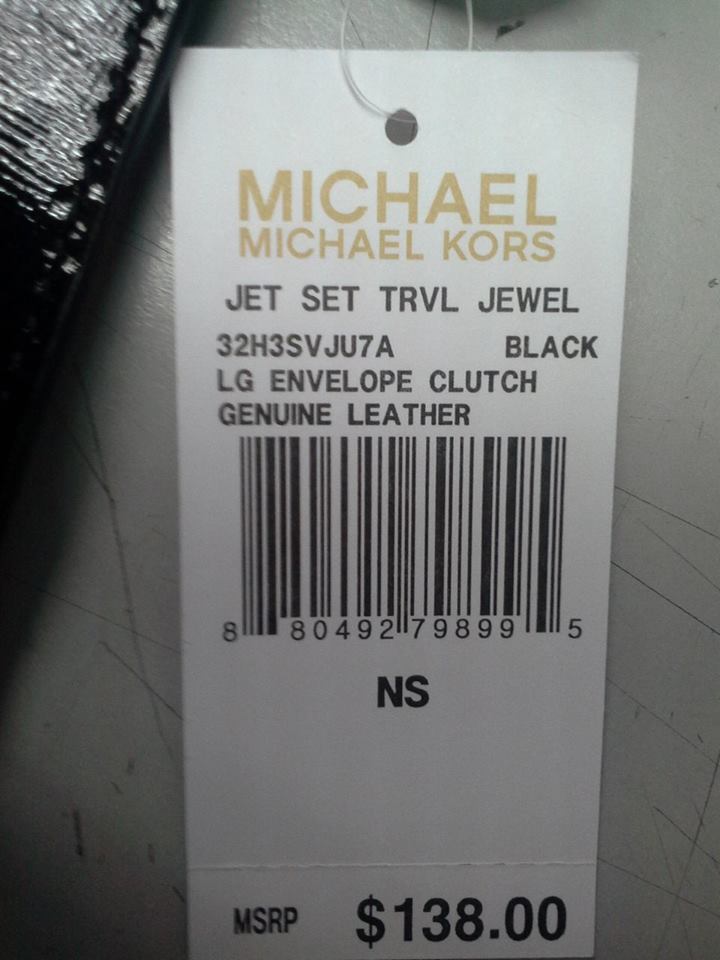 MICHAEL
MICHAEL KORS
JET SET TRVL JEWEL
32H3SVJU7A BLACK
LG ENVELOPE CLUTCH
GENUINE LEATHER
8 80492 79899 5
NS
MSRP $138.00